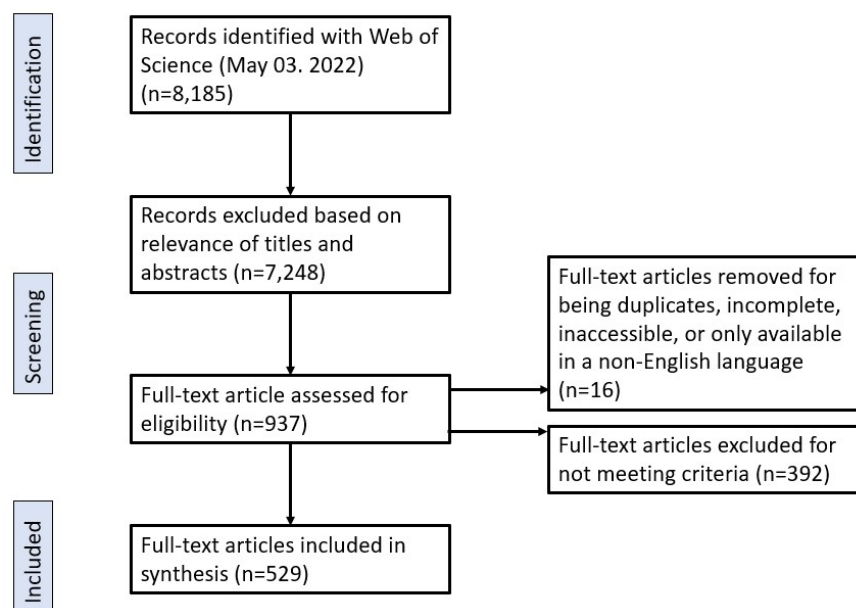 Identification
Records identified with Web of
Science (May 03. 2022)
(n=8,185)
Records excluded based on
relevance of titles and
abstracts (n=7,248)
Screening
Full-text articles removed for
being duplicates, incomplete,
inaccessible, or only available
in a non-English language
(n=16)
Full-text article assessed for
eligibility (n=937)
Full-text articles excluded for
not meeting criteria (n=392)
Included
Full-text articles included in
synthesis (n=529)